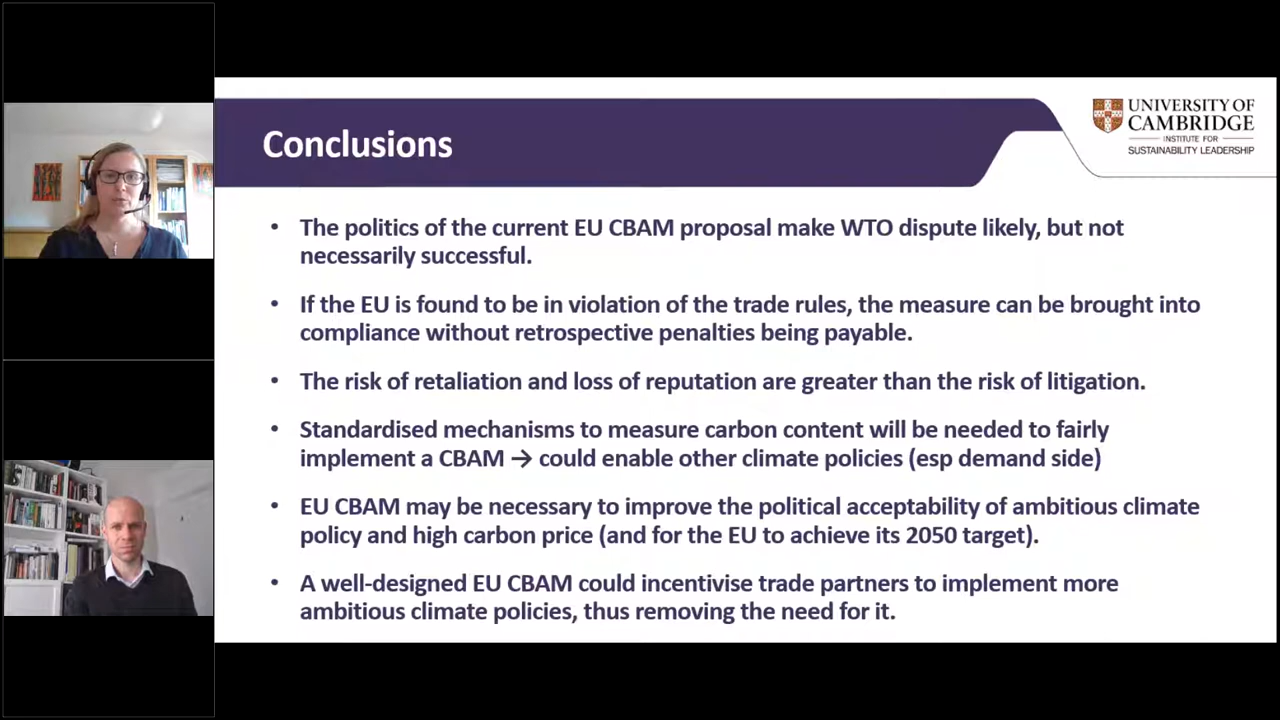 Conclusions
UNIVERSITY OF
CAMBRIDGE
INSTITUTE FOR
SUSTAINABILITY LEADERSHIP
• The politics of the current EU CBAM proposal make WTO dispute likely, but not
necessarily successful.
• If the EU is found to be in violation of the trade rules, the measure can be brought into
compliance without retrospective penalties being payable.
• The risk of retaliation and loss of reputation are greater than the risk of litigation.
• Standardised mechanisms to measure carbon content will be needed to fairly
implement a CBAM → could enable other climate policies (esp demand side)
• EU CBAM may be necessary to improve the political acceptability of ambitious climate
policy and high carbon price (and for the EU to achieve its 2050 target).
• A well-designed EU CBAM could incentivise trade partners to implement more
ambitious climate policies, thus removing the need for it.